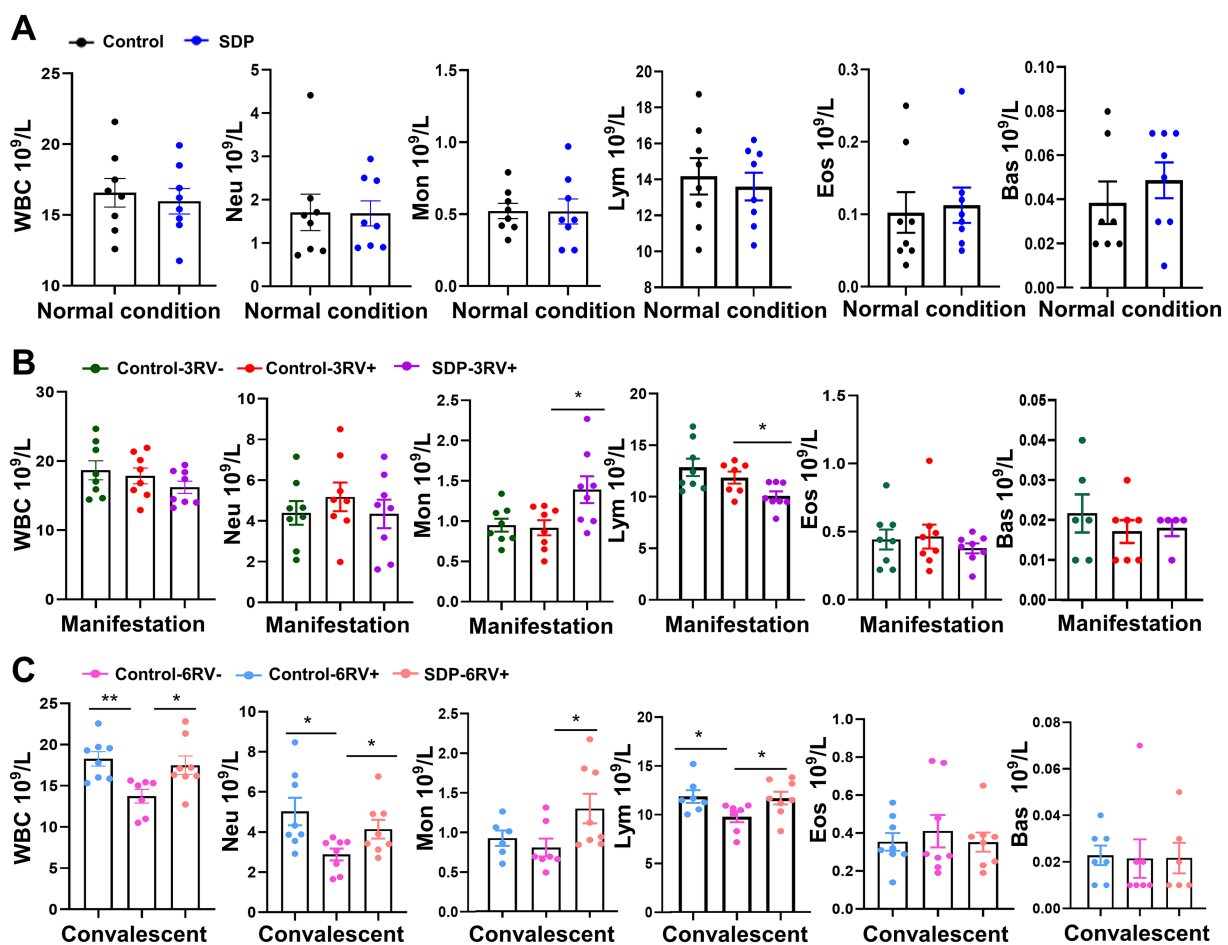 A
Control SDP
WBC 10⁹/L
25
20
15
10
Normal condition
Neu 10⁹/L
5
4
3
2
1
0
Normal condition
Mon 10⁹/L
1.5
1.0
0.5
0.0
Normal condition
Lym 10⁹/L
20
18
16
14
12
10
8
Normal condition
Eos 10⁹/L
0.3
0.2
0.1
0.0
Normal condition
Bas 10⁹/L
0.10
0.08
0.06
0.04
0.02
0.00
Normal condition
B
Control-3RV- Control-3RV+ SDP-3RV+
WBC 10⁹/L
30
20
10
0
Manifestation
Neu 10⁹/L
10
8
6
4
2
0
Manifestation
Mon 10⁹/L
2.5
2.0
1.5
1.0
0.5
0.0
*
Manifestation
Lym 10⁹/L
20
15
10
5
0
*
Manifestation
Eos 10⁹/L
1.5
1.0
0.5
0.0
Manifestation
Bas 10⁹/L
0.05
0.04
0.03
0.02
0.01
0.00
Manifestation
C
Control-6RV- Control-6RV+ SDP-6RV+
WBC 10⁹/L
25
20
15
10
5
0
** *
Convalescent
Neu 10⁹/L
10
8
6
4
2
0
* *
Convalescent
Mon 10⁹/L
2.5
2.0
1.5
1.0
0.5
0.0
*
Convalescent
Lym 10⁹/L
20
15
10
5
0
* *
Convalescent
Eos 10⁹/L
1.0
0.8
0.6
0.4
0.2
0.0
Convalescent
Bas 10⁹/L
0.08
0.06
0.04
0.02
0.00
Convalescent